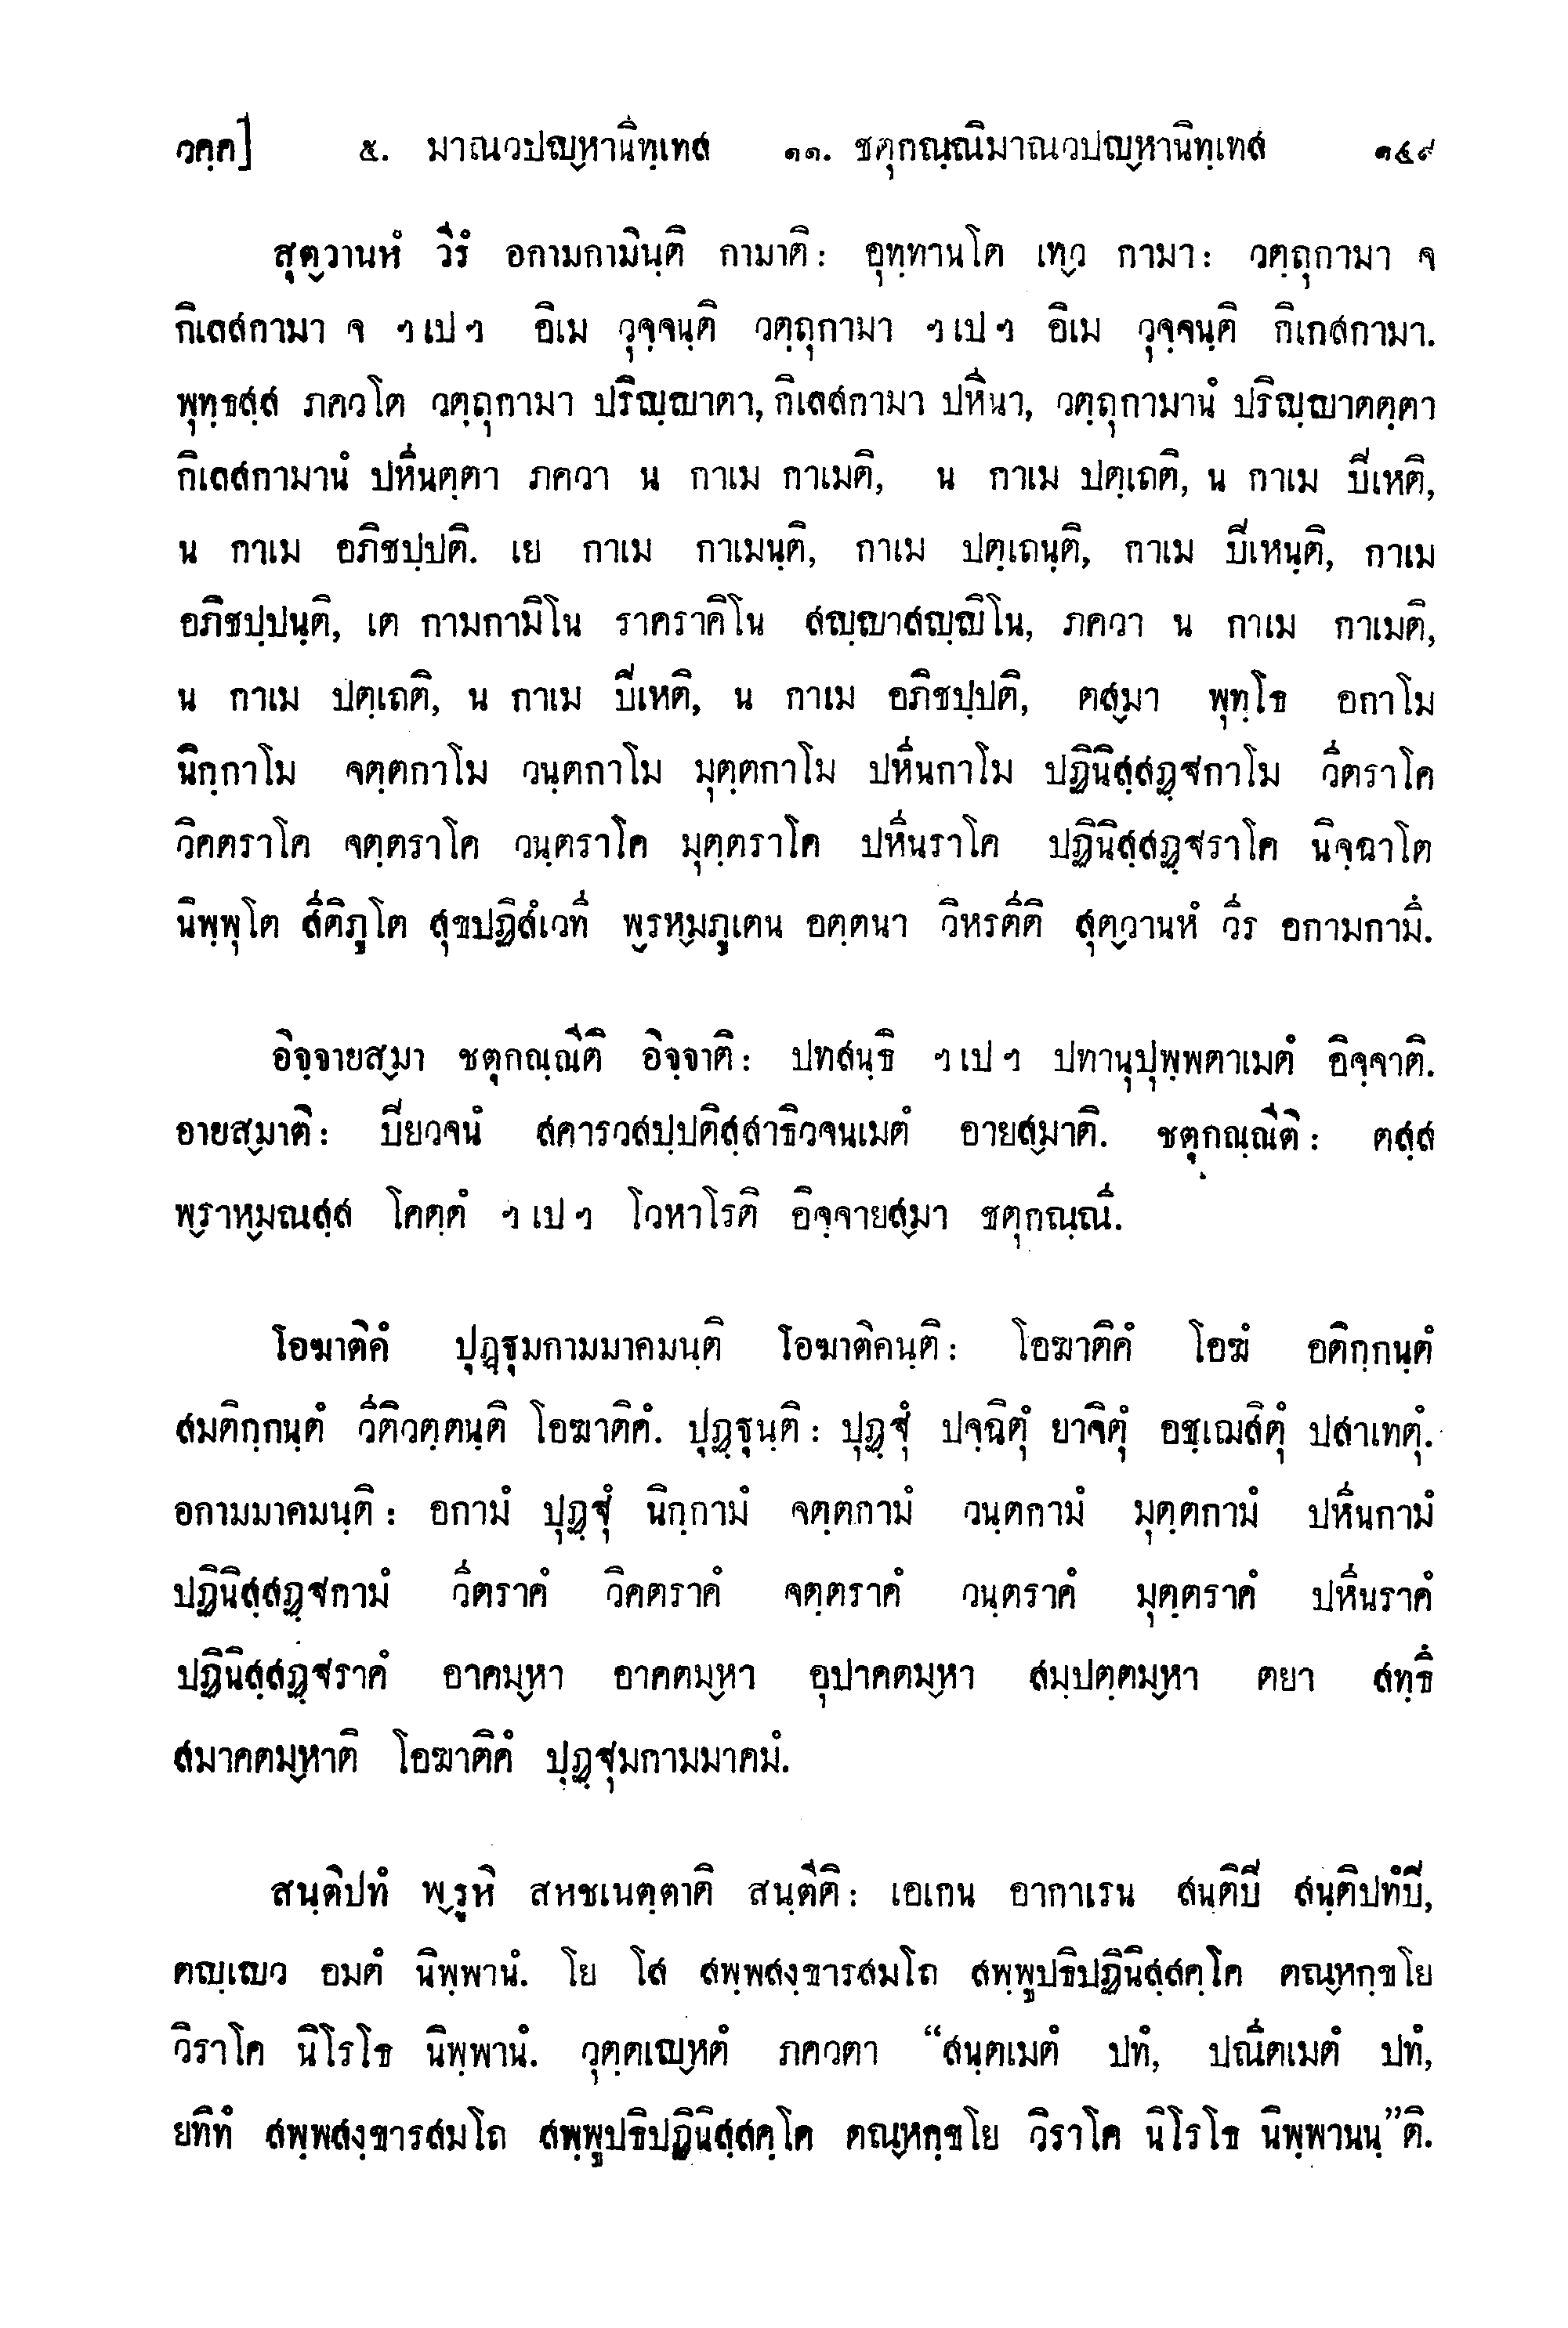 วคฺค]	๕. มาณวปญฺหานิทฺเทส	๑๑. ชตุกณฺณิมาณวปญฺหานิทฺเทส	๑๔๙
สุตฺวานหํ วีรํ อกามกามินฺติ กามาติ: อุทฺทานโต เทฺว กามา: วตฺถุกามา จ
กิเลสกามา จ ฯเปฯ อิเม วุจฺจนฺติ วตฺถุกามา ฯเปฯ อิเม วุจฺจนฺติ กิเกสกามา.
พุทฺธสฺส ภควโต วตฺถุกามา ปริญฺญาตา, กิเลสกามา ปหีนา, วตฺถุกามานํ ปริญฺญาตตฺตา
กิเลสกามานํ ปหีนตฺตา ภควา น กาเม กาเมติ, น กาเม ปตฺเถติ, น กาเม ปีเหติ,
น กาเม อภิชปฺปติ. เย กาเม กาเมนฺติ, กาเม ปตฺเถนฺติ, กาเม ปีเหนฺติ, กาเม
อภิชปฺปนฺติ, เต กามกามิโน ราคราคิโน สญฺญาสญฺญิโน, ภควา น กาเม กาเมติ,
น กาเม ปตฺเถติ, น กาเม ปีเหติ, น กาเม อภิชปฺปติ, ตสฺมา พุทฺโธ อกาโม
นิกฺกาโม จตฺตกาโม วนฺตกาโม มุตฺตกาโม ปหีนกาโม ปฏินิสฺสฏฺฐกาโม วีตราโค
วิคตราโค จตฺตราโค วนฺตราโค มุตฺตราโค ปหีนราโค ปฏินิสฺสฏฺฐราโค นิจฺฉาโต
นิพฺพุโต สีติภูโต สุขปฏิสํเวที พฺรหฺมภูเตน อตฺตนา วิหรตีติ สุตฺวานหํ วีร อกามกามึ.
อิจฺจายสฺมา ชตุกณฺณีติ อิจฺจาติ: ปทสนฺธิ ฯเปฯ ปทานุปุพฺพตาเมตํ อิจฺจาติ.
อายสฺมาติ: ปิยวจนํ สคารวสปฺปติสฺสาธิวจนเมตํ อายสฺมาติ. ชตุกณฺณีติ: ตสฺส
พฺราหฺมณสฺส โคตฺตํ ฯเปฯ โวหาโรติ อิจฺจายสฺมา ชตุกณฺณี.
โอฆาติคํ ปุฏฺฐุมกามมาคมนฺติ โอฆาติคนฺติ: โอฆาติคํ โอฆํ อติกฺกนฺตํ
สมติกฺกนฺตํ วีติวตฺตนฺติ โอฆาติคํ. ปุฏฺฐุนฺติ: ปุฏฺฐุํ ปจฺฉิตุํ ยาจิตุํ อชฺเฌสิตุํ ปสาเทตุํ.
อกามมาคมนฺติ: อกามํ ปุฏฺฐุํ นิกฺกามํ จตฺตกามํ วนฺตกามํ มุตฺตกามํ ปหีนกามํ
ปฏินิสฺสฏฺฐกามํ วีตราคํ วิคตราคํ จตฺตราคํ วนฺตราคํ มุตฺตราคํ ปหีนราคํ
ปฏินิสฺสฏฺฐราคํ อาคมฺหา อาคตมฺหา อุปาคตมฺหา สมฺปตฺตมฺหา ตยา สทฺธึ
สมาคตมฺหาติ โอฆาติคํ ปุฏฺฐุมกามมาคมํ.
สนฺติปทํ พฺรูหิ สหชเนตฺตาติ สนฺตีติ: เอเกน อากาเรน สนฺติปิ สนฺติปทํปิ,
ตญฺเญว อมตํ นิพฺพานํ. โย โส สพฺพสงฺขารสมโถ สพฺพูปธิปฏินิสฺสคฺโค ตณฺหกฺขโย
วิราโค นิโรโธ นิพฺพานํ. วุตฺตเญฺหตํ ภควตา “สนฺตเมตํ ปทํ, ปณีตเมตํ ปทํ,
ยทิทํ สพฺพสงฺขารสมโถ สพฺพูปธิปฏินิสฺสคฺโค ตณฺหกฺขโย วิราโค นิโรโธ นิพฺพานนฺ”ติ.